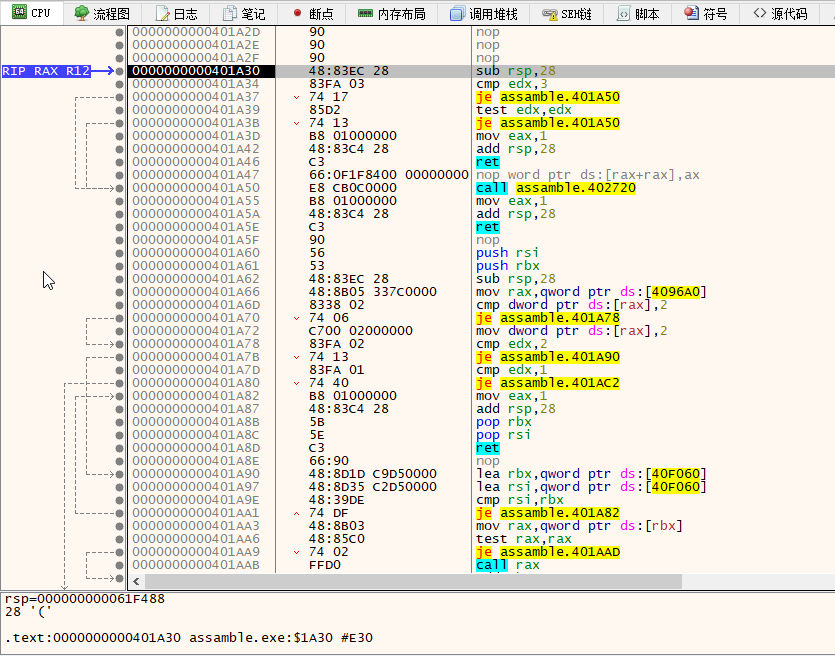 CPU 流程图 日志 笔记 断点 内存布局 调用堆栈 SEH链 脚本 符号 源代码
0000000000401A2D 90 nop
0000000000401A2E 90 nop
0000000000401A2F 90 nop
RIP RAX R12 0000000000401A30 48:83EC 28 sub rsp,28
0000000000401A34 83FA 03 cmp edx,3
0000000000401A37 74 17 je assamble.401A50
0000000000401A39 85D2 test edx,edx
0000000000401A3B 74 13 je assamble.401A50
0000000000401A3D B8 01000000 mov eax,1
0000000000401A42 48:83C4 28 add rsp,28
0000000000401A46 C3 ret
0000000000401A47 66:0F1F8400 00000000 nop word ptr ds:[rax+rax],ax
0000000000401A50 E8 CB0C0000 call assamble.402720
0000000000401A55 B8 01000000 mov eax,1
0000000000401A5A 48:83C4 28 add rsp,28
0000000000401A5E C3 ret
0000000000401A5F 90 nop
0000000000401A60 56 push rsi
0000000000401A61 53 push rbx
0000000000401A62 48:83EC 28 sub rsp,28
0000000000401A66 48:8B05 337C0000 mov rax,qword ptr ds:[4096A0]
0000000000401A6D 8338 02 cmp dword ptr ds:[rax],2
0000000000401A70 74 06 je assamble.401A78
0000000000401A72 C700 02000000 mov dword ptr ds:[rax],2
0000000000401A78 83FA 02 cmp edx,2
0000000000401A7B 74 13 je assamble.401A90
0000000000401A7D 83FA 01 cmp edx,1
0000000000401A80 74 40 je assamble.401AC2
0000000000401A82 B8 01000000 mov eax,1
0000000000401A87 48:83C4 28 add rsp,28
0000000000401A8B 5B pop rbx
0000000000401A8C 5E pop rsi
0000000000401A8D C3 ret
0000000000401A8E 66:90 nop
0000000000401A90 48:8D1D C9D50000 lea rbx,qword ptr ds:[40F060]
0000000000401A97 48:8D35 C2D50000 lea rsi,qword ptr ds:[40F060]
0000000000401A9E 48:39DE cmp rsi,rbx
0000000000401AA1 74 DF je assamble.401A82
0000000000401AA3 48:8B03 mov rax,qword ptr ds:[rbx]
0000000000401AA6 48:85C0 test rax,rax
0000000000401AA9 74 02 je assamble.401AAD
0000000000401AAB FFD0 call rax
rsp=000000000061F488
28 '('
.text:0000000000401A30 assamble.exe:$1A30 #E30